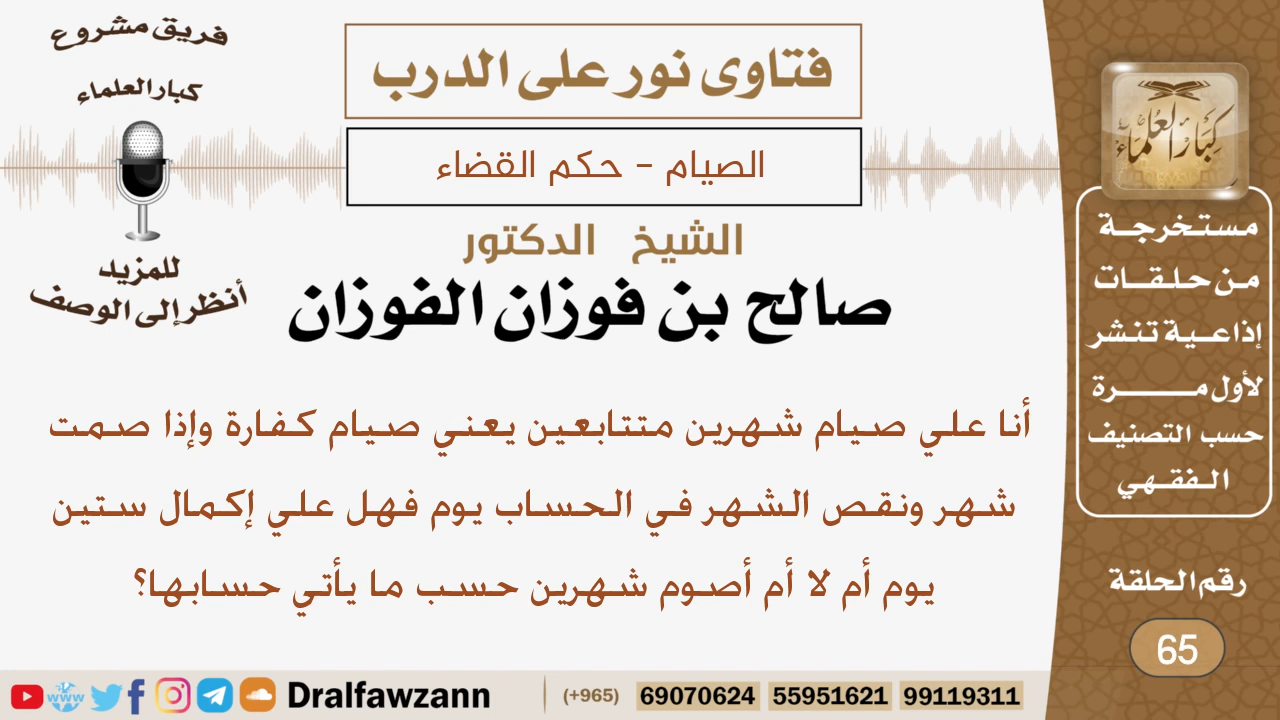 فريق مشروع
كبار العلماء
للمزيد
أنظر إلى الوصف
فتاوى نور على الدرب
الصيام - حكم القضاء
الشيخ الدكتور
صالح بن فوزان الفوزان
أنا علي صيام شهرين متتابعين يعني صيام كفارة وإذا صمت
شهر ونقص الشهر في الحساب يوم فهل علي إكمال ستين
يوم أم لا أم أصوم شهرين حسب ما يأتي حسابها؟
كبار العلماء
مستخرجة
من حلقات
إذاعية تنشر
لأول مرة
حسب التصنيف
الفقهي
رقم الحلقة
65
www
Dralfawzann (+965) 69070624 55951621 99119311